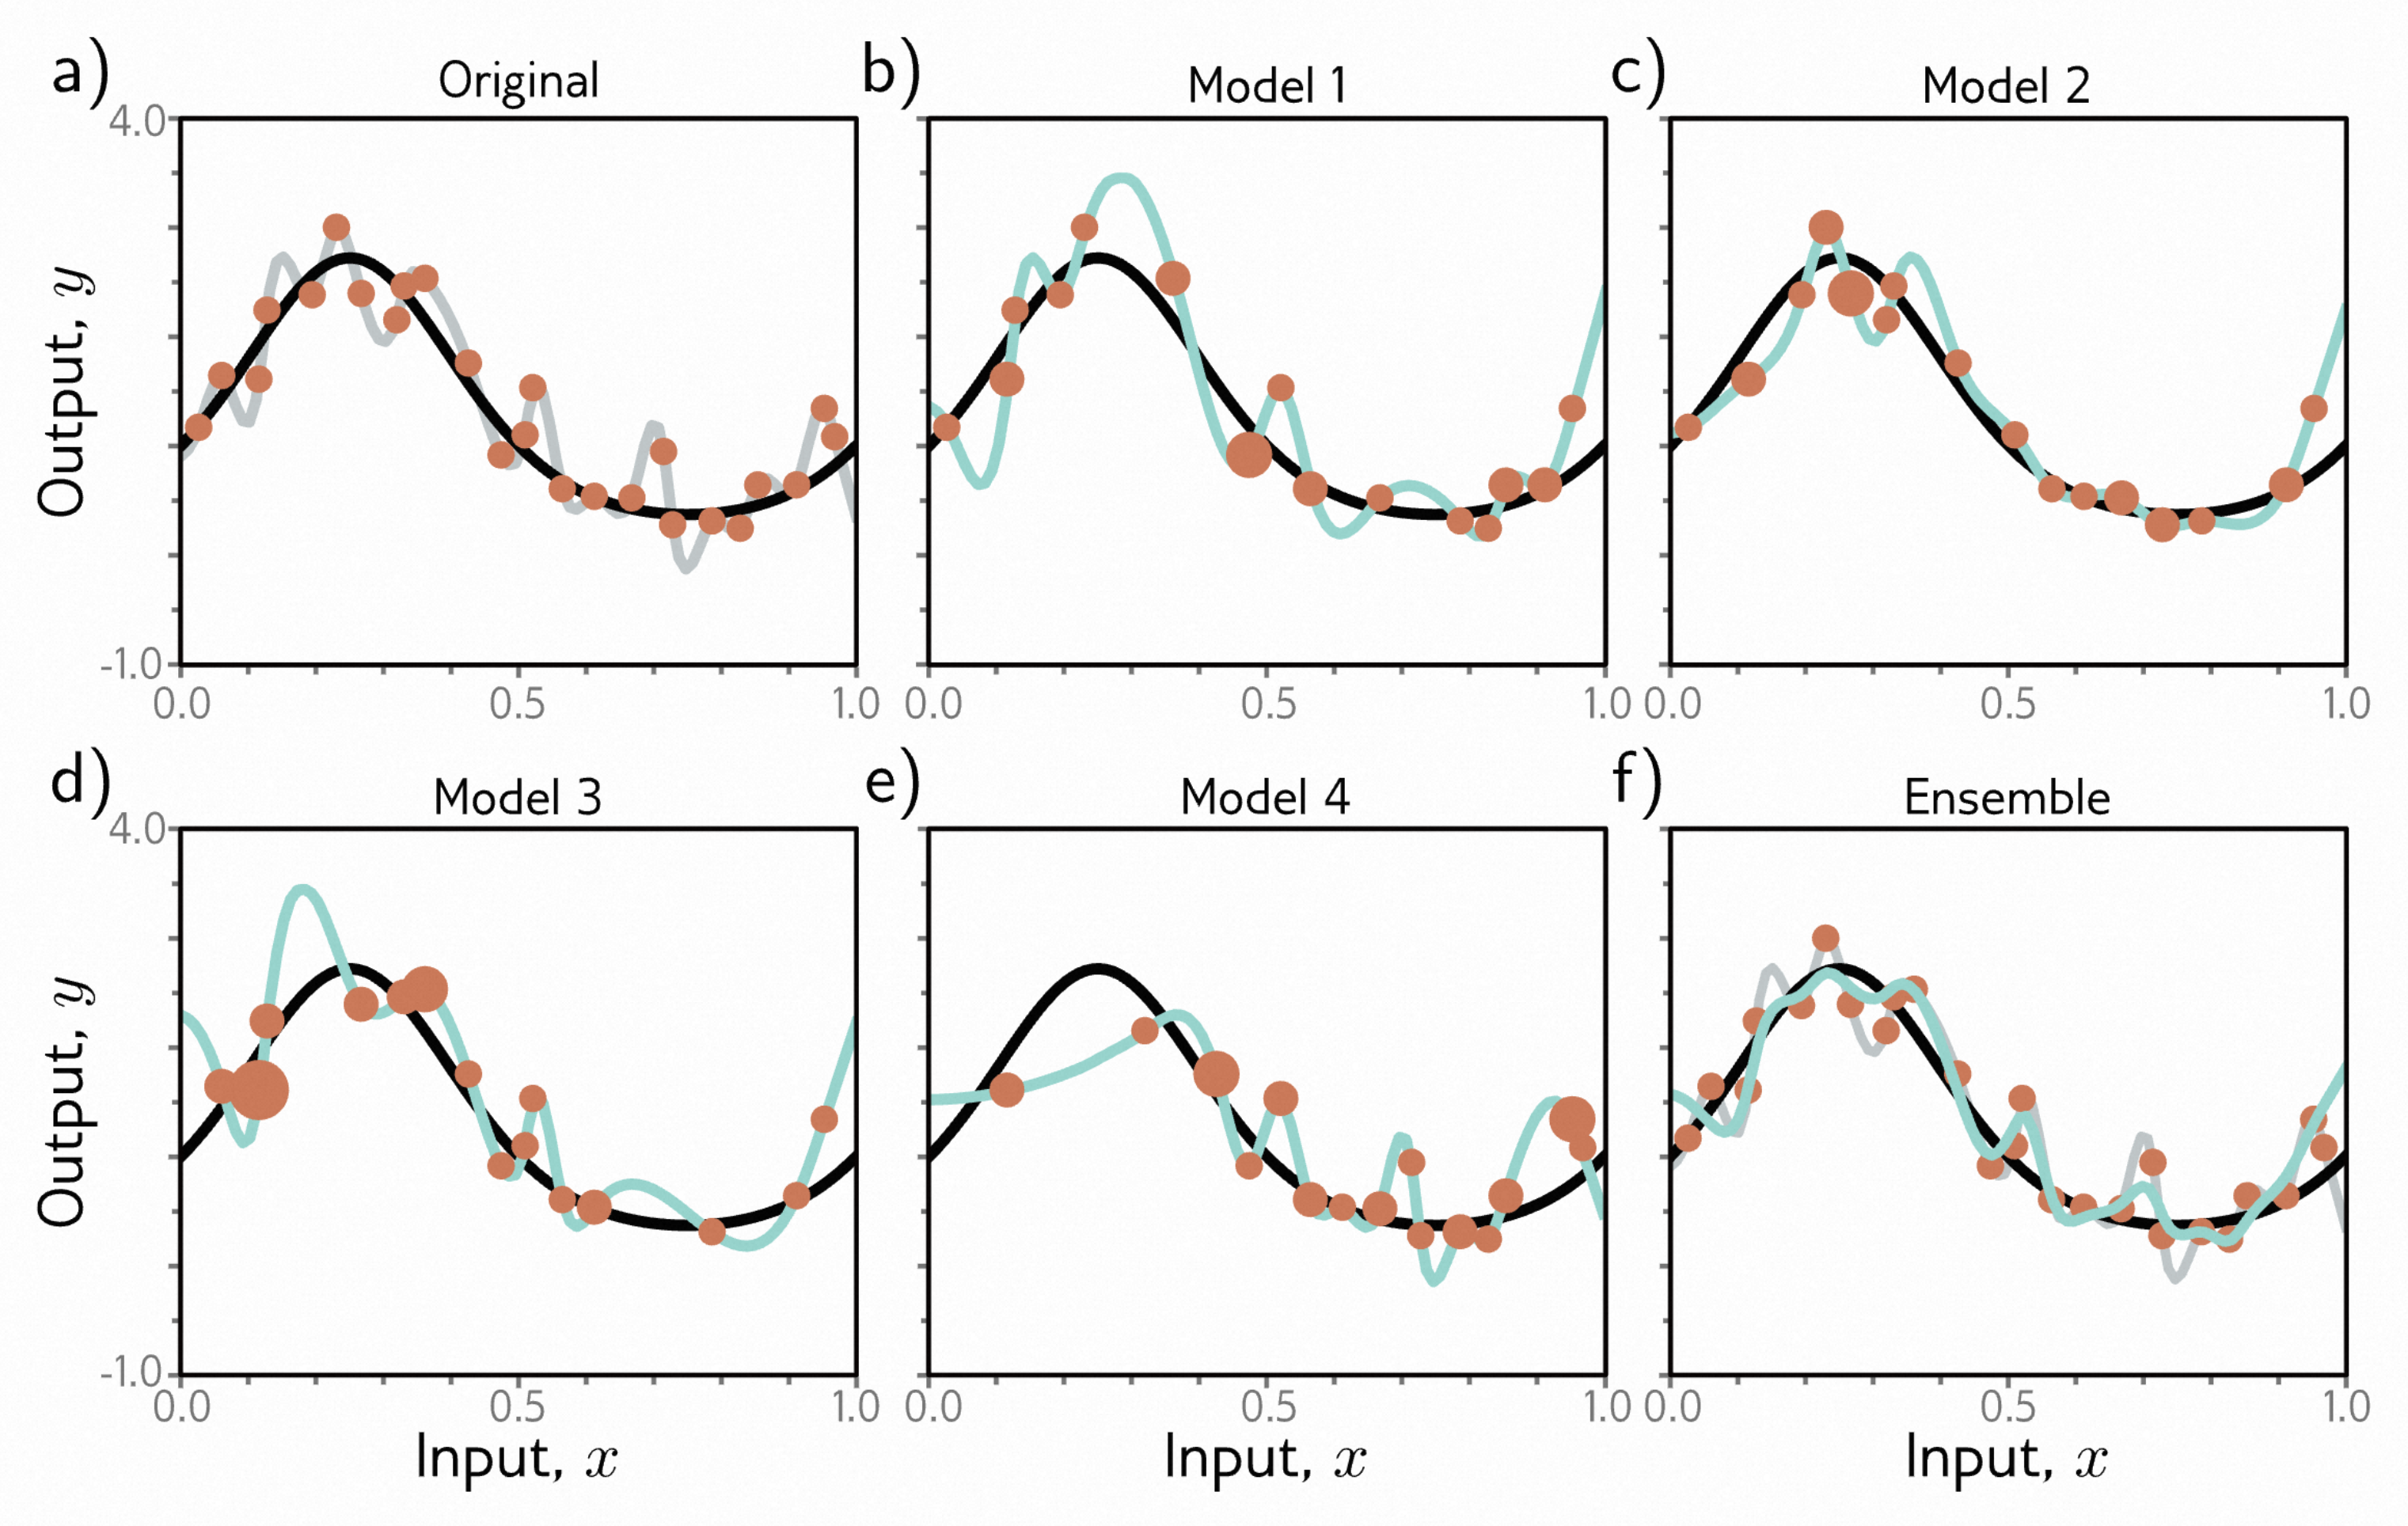 a) Original b) Model 1 c) Model 2
4.0
Output, y
-1.0
0.0 0.5 1.0 0.0 0.5 1.0 0.0 0.5 1.0
d) Model 3 e) Model 4 f) Ensemble
4.0
Output, y
-1.0
0.0 0.5 1.0 0.0 0.5 1.0 0.0 0.5 1.0
Input, x Input, x Input, x